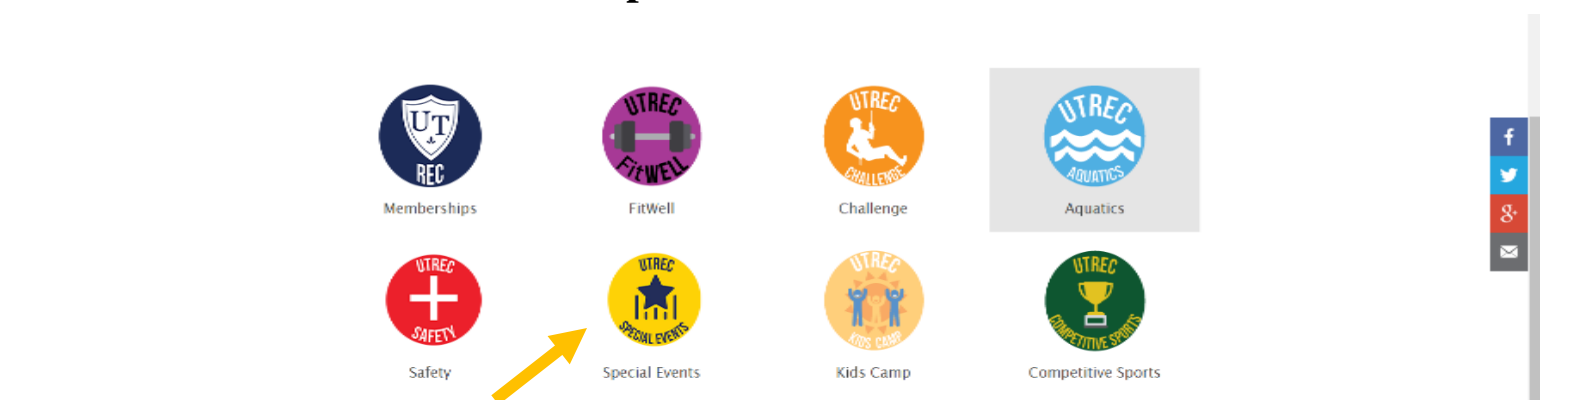 UT
REC
UTREC
FitWELL
UTREC
CHALLENGE
UTREC
AQUATICS
Memberships
FitWell
Challenge
Aquatics
UTREC
SAFETY
UTREC
SPECIAL EVENTS
UTREC
KIDS CAMP
UTREC
COMPETITIVE SPORTS
Safety
Special Events
Kids Camp
Competitive Sports
f
g+